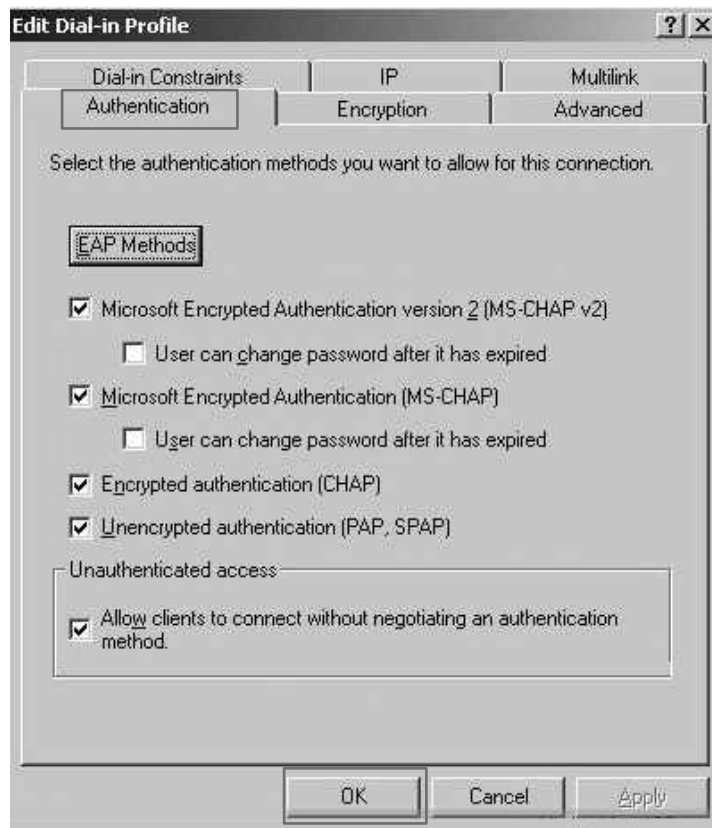 Edit Dial-in Profile
Dial-in Constraints IP Multilink
Authentication Encryption Advanced
Select the authentication methods you want to allow for this connection.
EAP Methods
Microsoft Encrypted Authentication version 2 (MS-CHAP v2)
User can change password after it has expired
Microsoft Encrypted Authentication (MS-CHAP)
User can change password after it has expired
Encrypted authentication (CHAP)
Unencrypted authentication (PAP, SPAP)
Unauthenticated access
Allow clients to connect without negotiating an authentication
method.
OK Cancel Apply